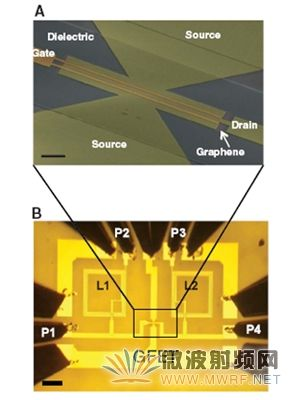 A
Dielectric
Source
Gate
Drain
Source
Graphene
B
P2
P3
L1
L2
P1
P4
GFET
微波射频网
WWW.MWRF.NET